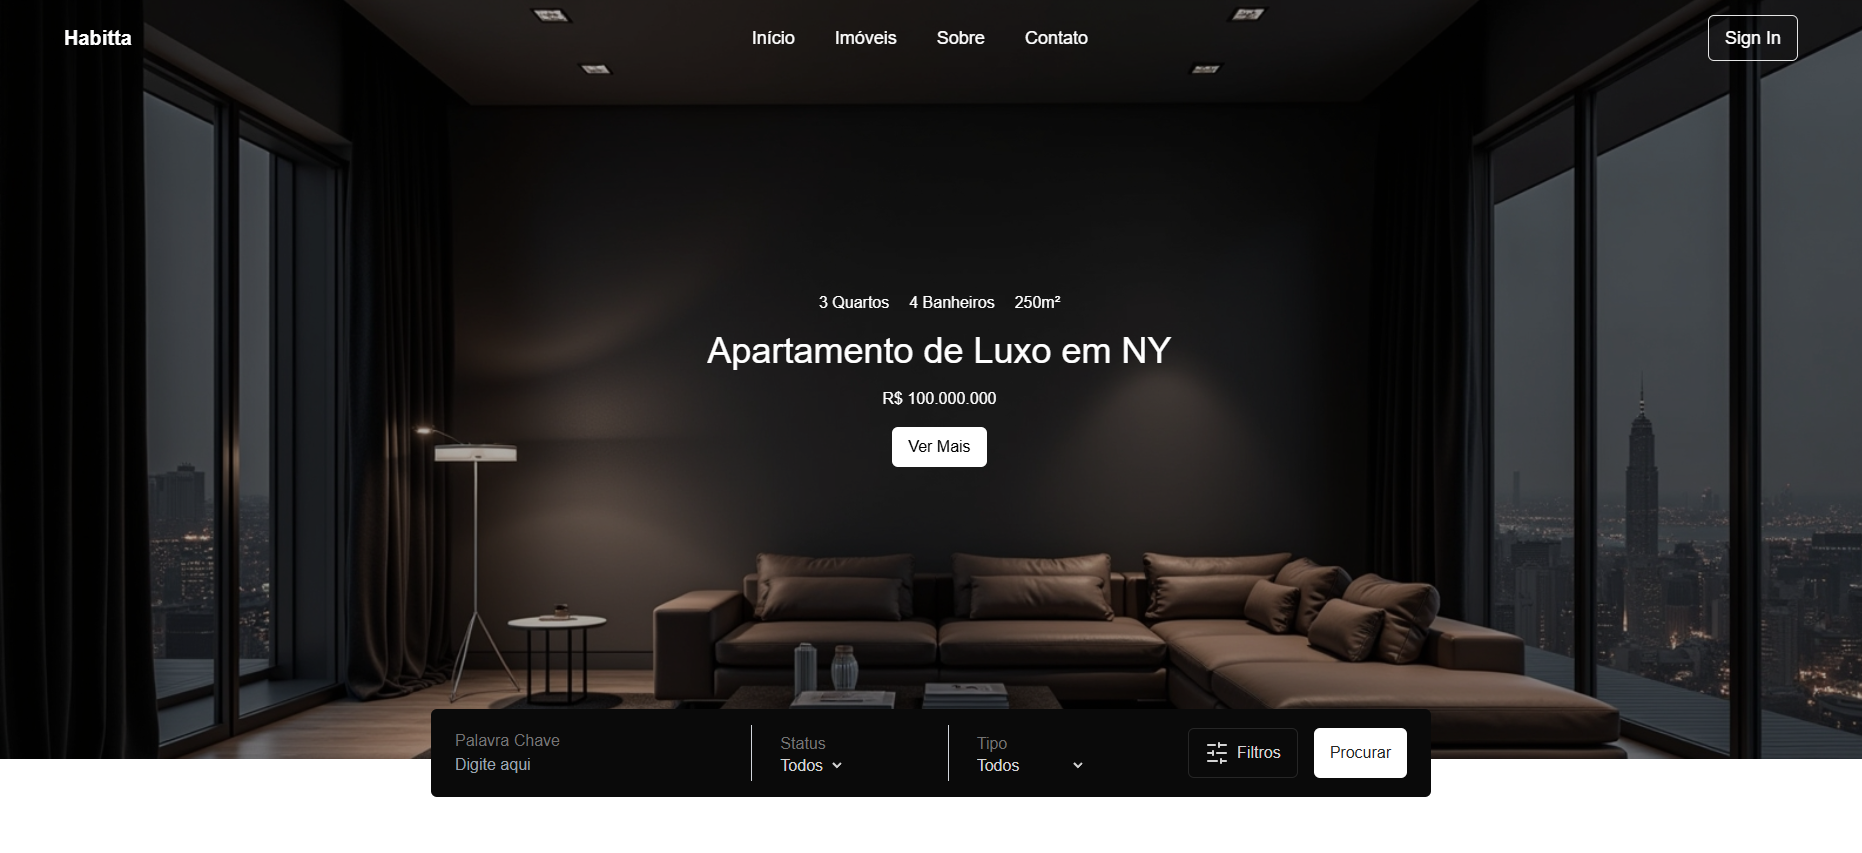 Habitta
Início Imóveis Sobre Contato
Sign In
3 Quartos 4 Banheiros 250m²
Apartamento de Luxo em NY
R$ 100.000.000
Ver Mais
Palavra Chave
Digite aqui
Status
Todos
Tipo
Todos
Filtros
Procurar